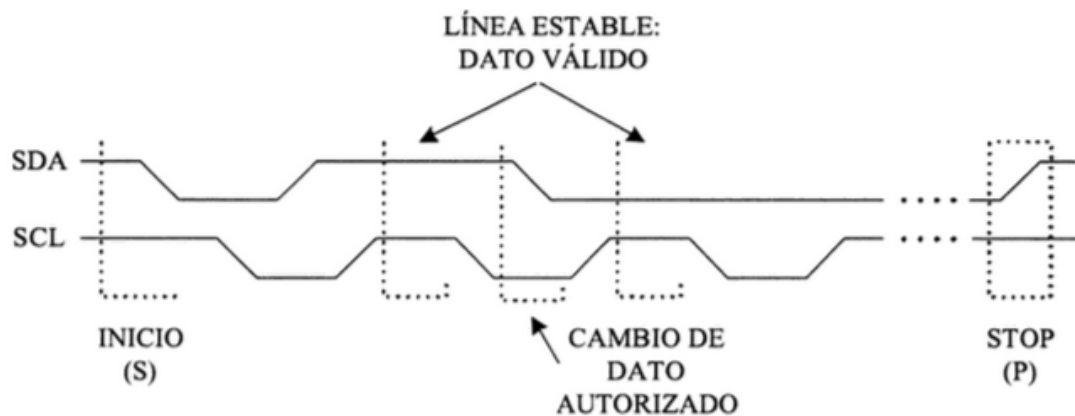 LÍNEA ESTABLE:
DATO VÁLIDO
SDA
SCL
INICIO
(S)
CAMBIO DE
DATO
AUTORIZADO
STOP
(P)